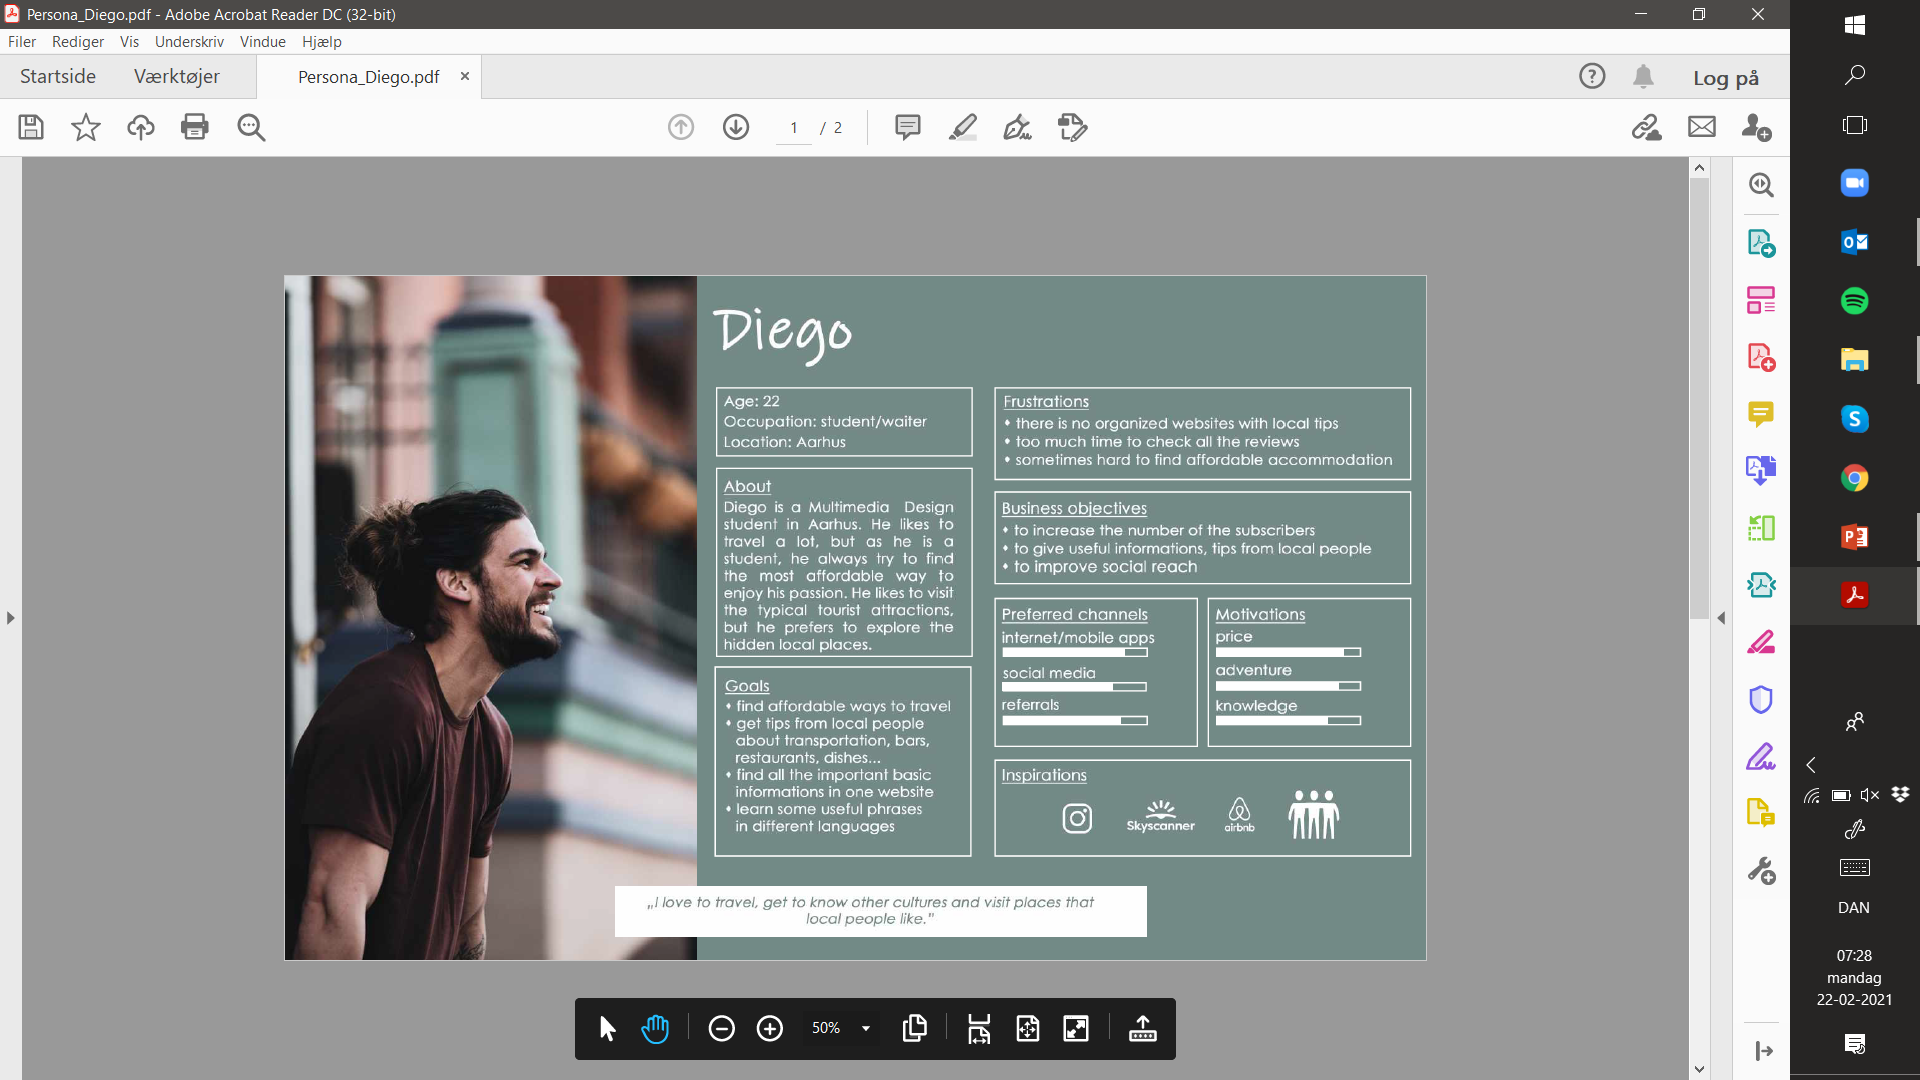 Persona_Diego.pdf - Adobe Acrobat Reader DC (32-bit)
Filer Rediger Vis Underskriv Vindue Hjælp
Startside Værktøjer Persona_Diego.pdf × Log på
1 / 2
Diego
Age: 22
Occupation: student/waiter
Location: Aarhus
About
Diego is a Multimedia Design
student in Aarhus. He likes to
travel a lot, but as he is a
student, he always try to find
the most affordable way to
enjoy his passion. He likes to visit
the typical tourist attractions,
but he prefers to explore the
hidden local places.
Goals
• find affordable ways to travel
• get tips from local people
about transportation, bars,
restaurants, dishes...
• find all the important basic
informations in one website
• learn some useful phrases
in different languages
Frustrations
• there is no organized websites with local tips
• too much time to check all the reviews
• sometimes hard to find affordable accommodation
Business objectives
• to increase the number of the subscribers
• to give useful informations, tips from local people
• to improve social reach
Preferred channels
internet/mobile apps
social media
referrals
Motivations
price
adventure
knowledge
Inspirations
Skyscanner
airbnb
„I love to travel, get to know other cultures and visit places that
local people like.”
50%
DAN
07:28
mandag
22-02-2021